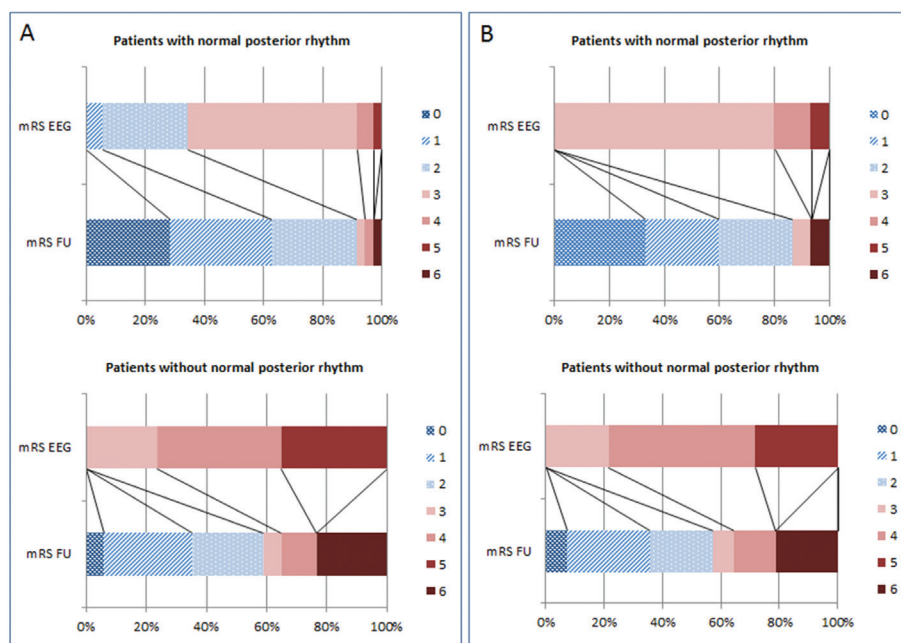 A
Patients with normal posterior rhythm
mRS EEG
mRS FU
0
1
2
3
4
5
6
0% 20% 40% 60% 80% 100%
Patients without normal posterior rhythm
mRS EEG
mRS FU
0
1
2
3
4
5
6
0% 20% 40% 60% 80% 100%
B
Patients with normal posterior rhythm
mRS EEG
mRS FU
0
1
2
3
4
5
6
0% 20% 40% 60% 80% 100%
Patients without normal posterior rhythm
mRS EEG
mRS FU
0
1
2
3
4
5
6
0% 20% 40% 60% 80% 100%